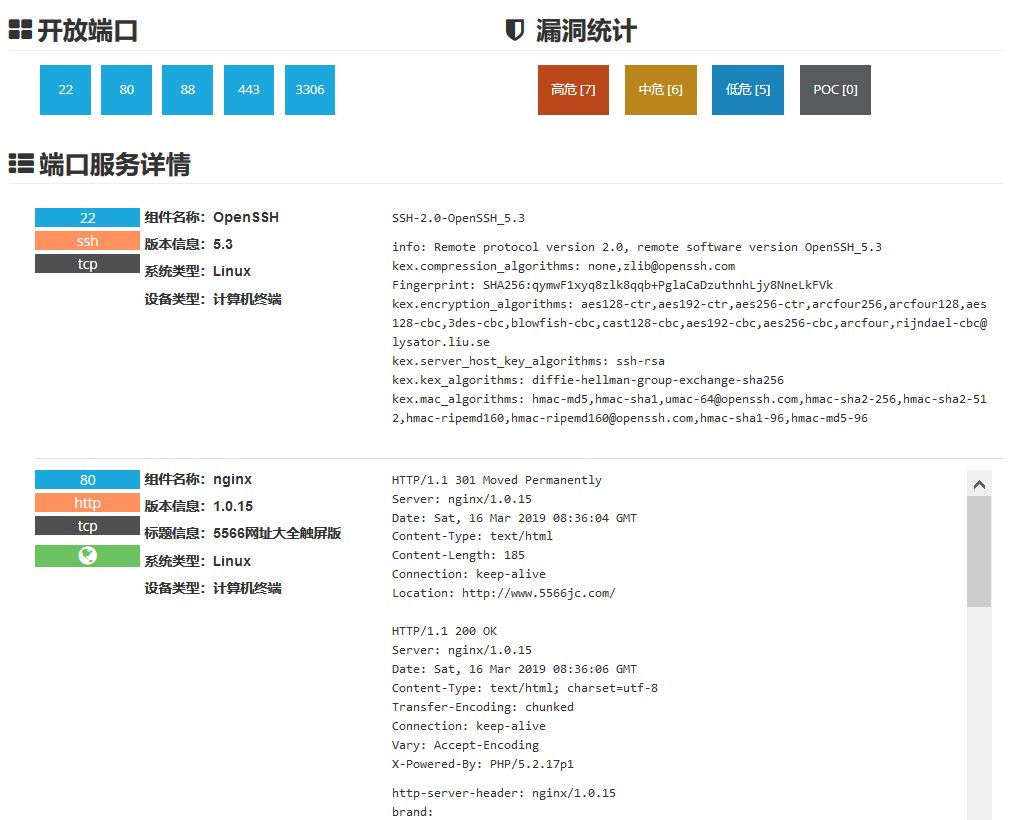 开放端口
22 80 88 443 3306
漏洞统计
高危 [7] 中危 [6] 低危 [5] POC [0]
端口服务详情
22
ssh
tcp
组件名称：OpenSSH
版本信息：5.3
系统类型：Linux
设备类型：计算机终端
SSH-2.0-OpenSSH_5.3
info: Remote protocol version 2.0, remote software version OpenSSH_5.3
kex.compression_algorithms: none,zlib@openssh.com
Fingerprint: SHA256:qymwF1xyq8zlk8qqb+PglaCaDzuthnhLjy8NneLkFVk
kex.encryption_algorithms: aes128-ctr,aes192-ctr,aes256-ctr,arcfour256,arcfour128,aes
128-cbc,3des-cbc,blowfish-cbc,cast128-cbc,aes192-cbc,aes256-cbc,arcfour,rijndael-cbc@
lysator.liu.se
kex.server_host_key_algorithms: ssh-rsa
kex.kex_algorithms: diffie-hellman-group-exchange-sha256
kex.mac_algorithms: hmac-md5,hmac-sha1,umac-64@openssh.com,hmac-sha2-256,hmac-sha2-51
2,hmac-ripemd160,hmac-ripemd160@openssh.com,hmac-sha1-96,hmac-md5-96
80
http
tcp
组件名称：nginx
版本信息：1.0.15
标题信息：5566网址大全触屏版
系统类型：Linux
设备类型：计算机终端
HTTP/1.1 301 Moved Permanently
Server: nginx/1.0.15
Date: Sat, 16 Mar 2019 08:36:04 GMT
Content-Type: text/html
Content-Length: 185
Connection: keep-alive
Location: http://www.5566jc.com/
HTTP/1.1 200 OK
Server: nginx/1.0.15
Date: Sat, 16 Mar 2019 08:36:06 GMT
Content-Type: text/html; charset=utf-8
Transfer-Encoding: chunked
Connection: keep-alive
Vary: Accept-Encoding
X-Powered-By: PHP/5.2.17p1
http-server-header: nginx/1.0.15
brand: